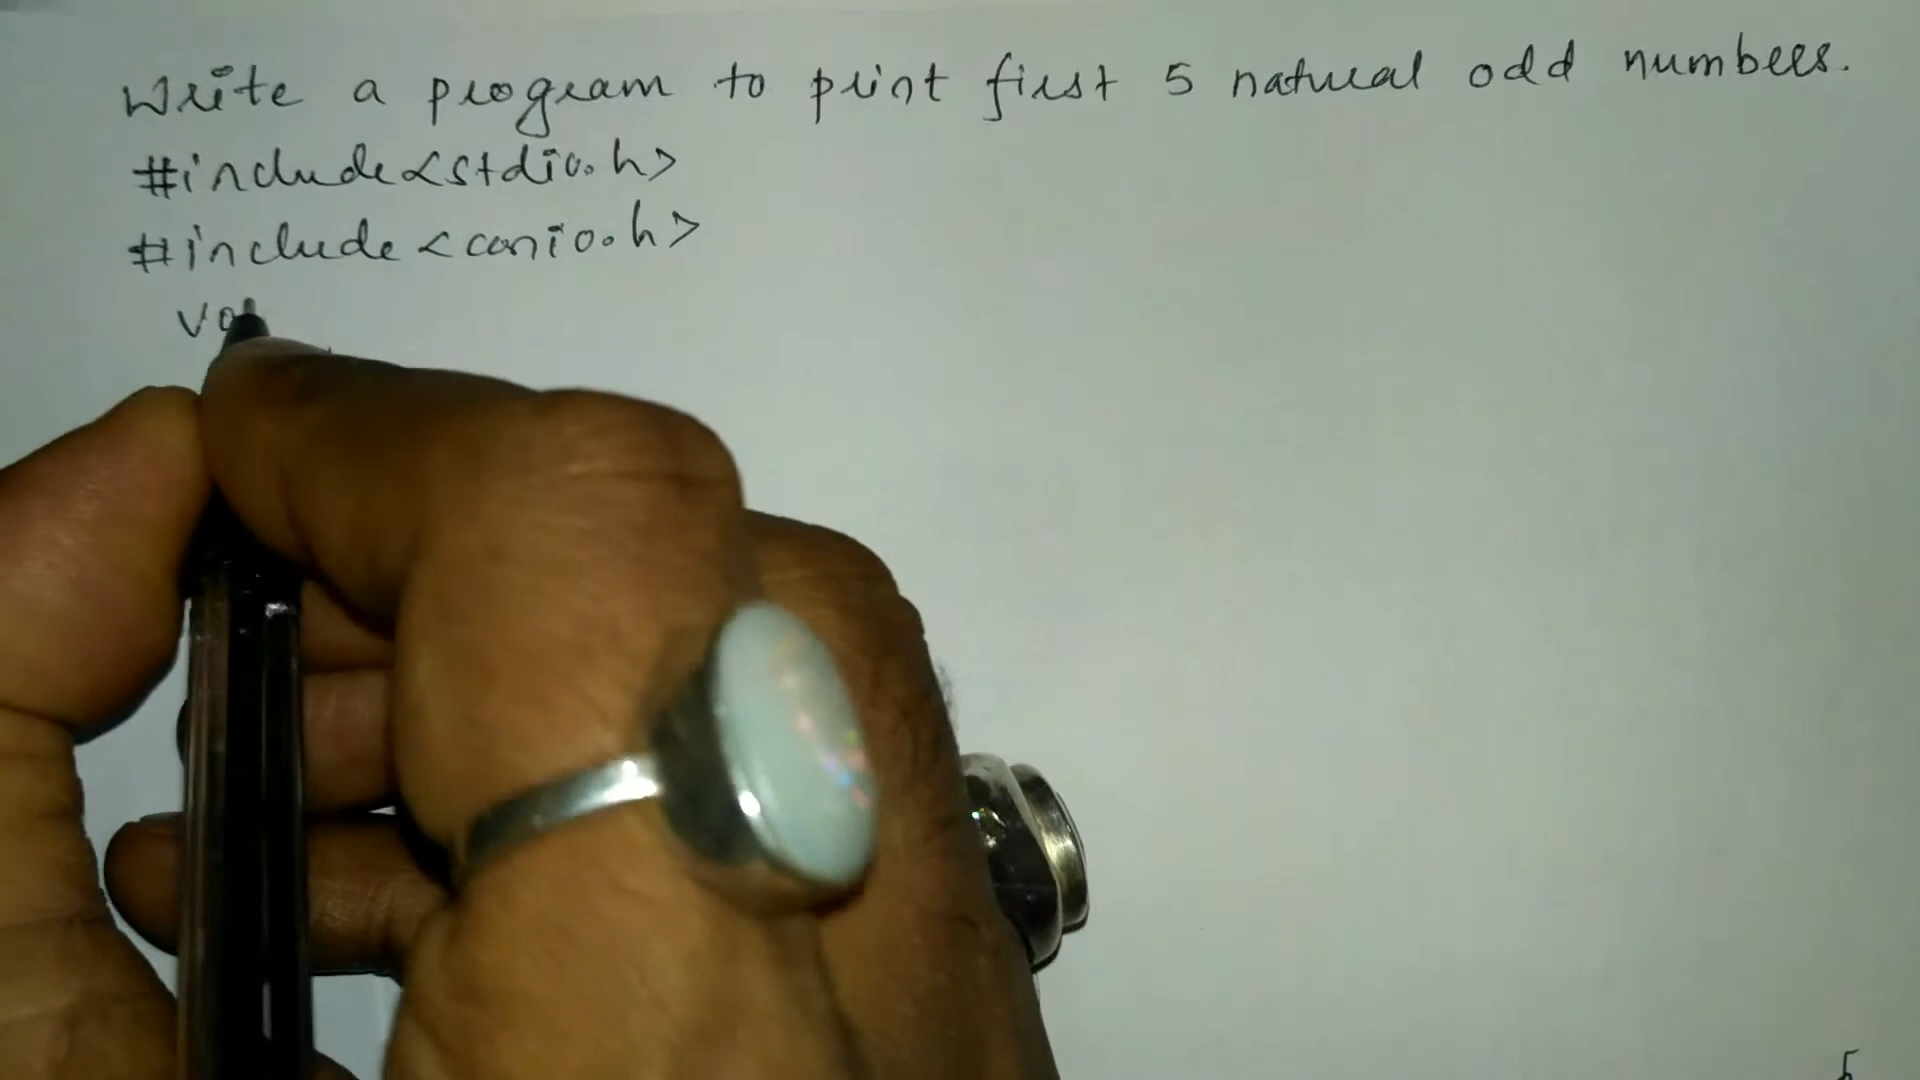 Write a program to print first 5 natural odd numbers.
#include<stdio.h>
#include<conio.h>
vo